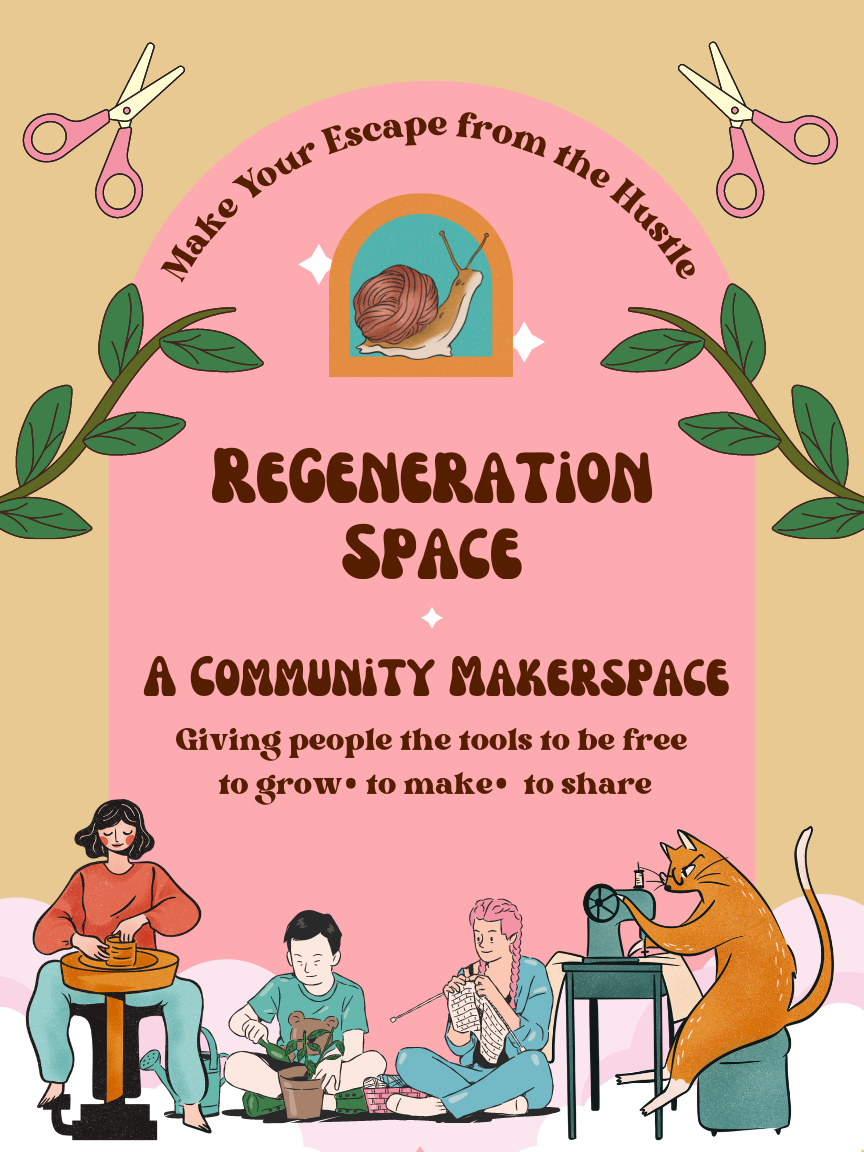 Make Your Escape from the Hustle
REGENERATION
SPACE
A COMMUNITY MAKERSPACE
Giving people the tools to be free
to grow• to make• to share